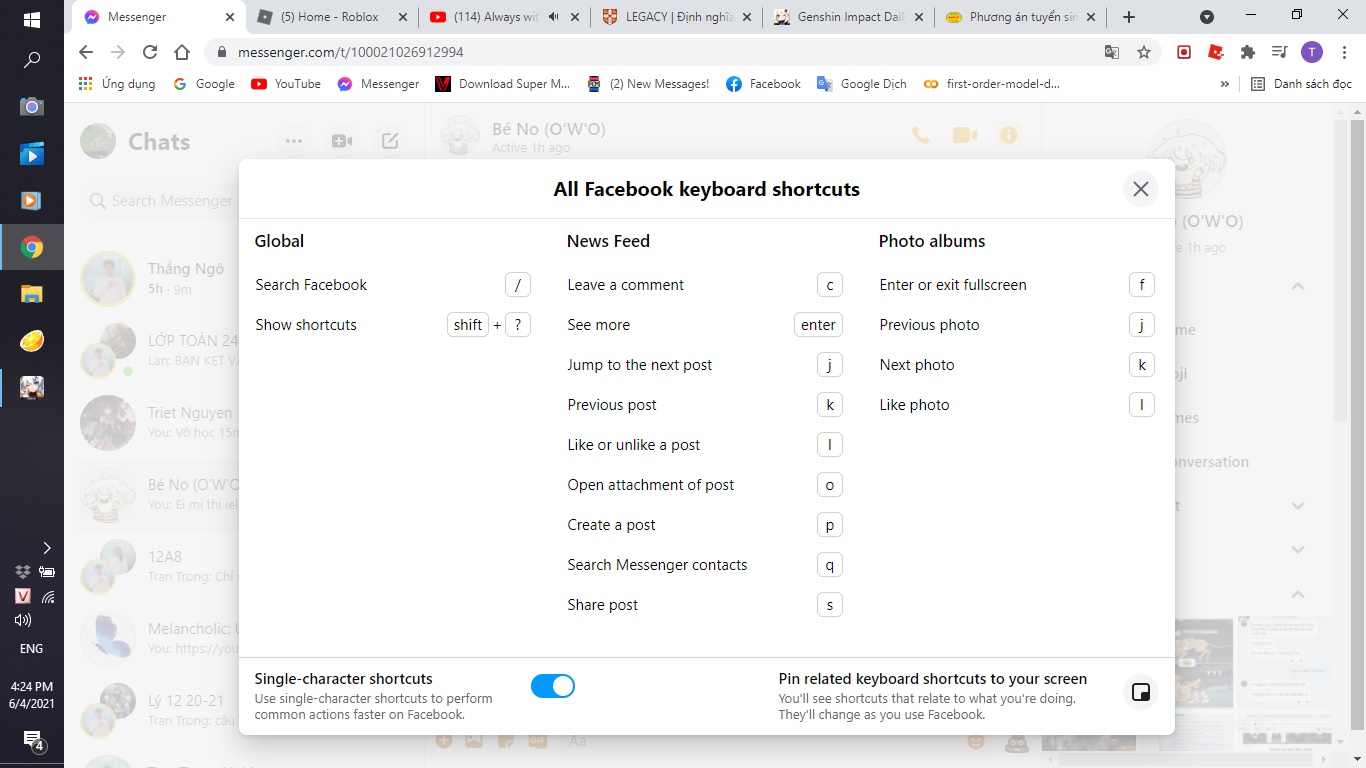 Messenger
(5) Home - Roblox
(114) Always wit
LEGACY | Định nghĩa
Genshin Impact Dail
Phương án tuyển sin
messenger.com/t/100021026912994
T
Ứng dụng
Google
YouTube
Messenger
Download Super M...
(2) New Messages!
Facebook
Google Dịch
first-order-model-d...
»
Danh sách đọc
Chats
Bé No (O'W'O)
Active 1h ago
Search Messenger
(O'W'O)
1h ago
All Facebook keyboard shortcuts
Global
Search Facebook /
Show shortcuts shift + ?
News Feed
Leave a comment c
See more enter
Jump to the next post j
Previous post k
Like or unlike a post l
Open attachment of post o
Create a post p
Search Messenger contacts q
Share post s
Photo albums
Enter or exit fullscreen f
Previous photo j
Next photo k
Like photo l
Single-character shortcuts
Use single-character shortcuts to perform
common actions faster on Facebook.
Pin related keyboard shortcuts to your screen
You'll see shortcuts that relate to what you're doing.
They'll change as you use Facebook.
Thắng Ngô
5h · 9m
LỚP TOÁN 24
Lan: BAN KẸT VA
Triet Nguyen
You: Vô học 15m
Bé No (O'W'O
You: Ei mi thi iel
12A8
Tran Trong: Chỉ s
Melancholic: U
You: https://you
Lý 12 20-21
Tran Trong: câu
me
oji
mes
onversation
t
GIF
Aa
ENG
4:24 PM
6/4/2021
4